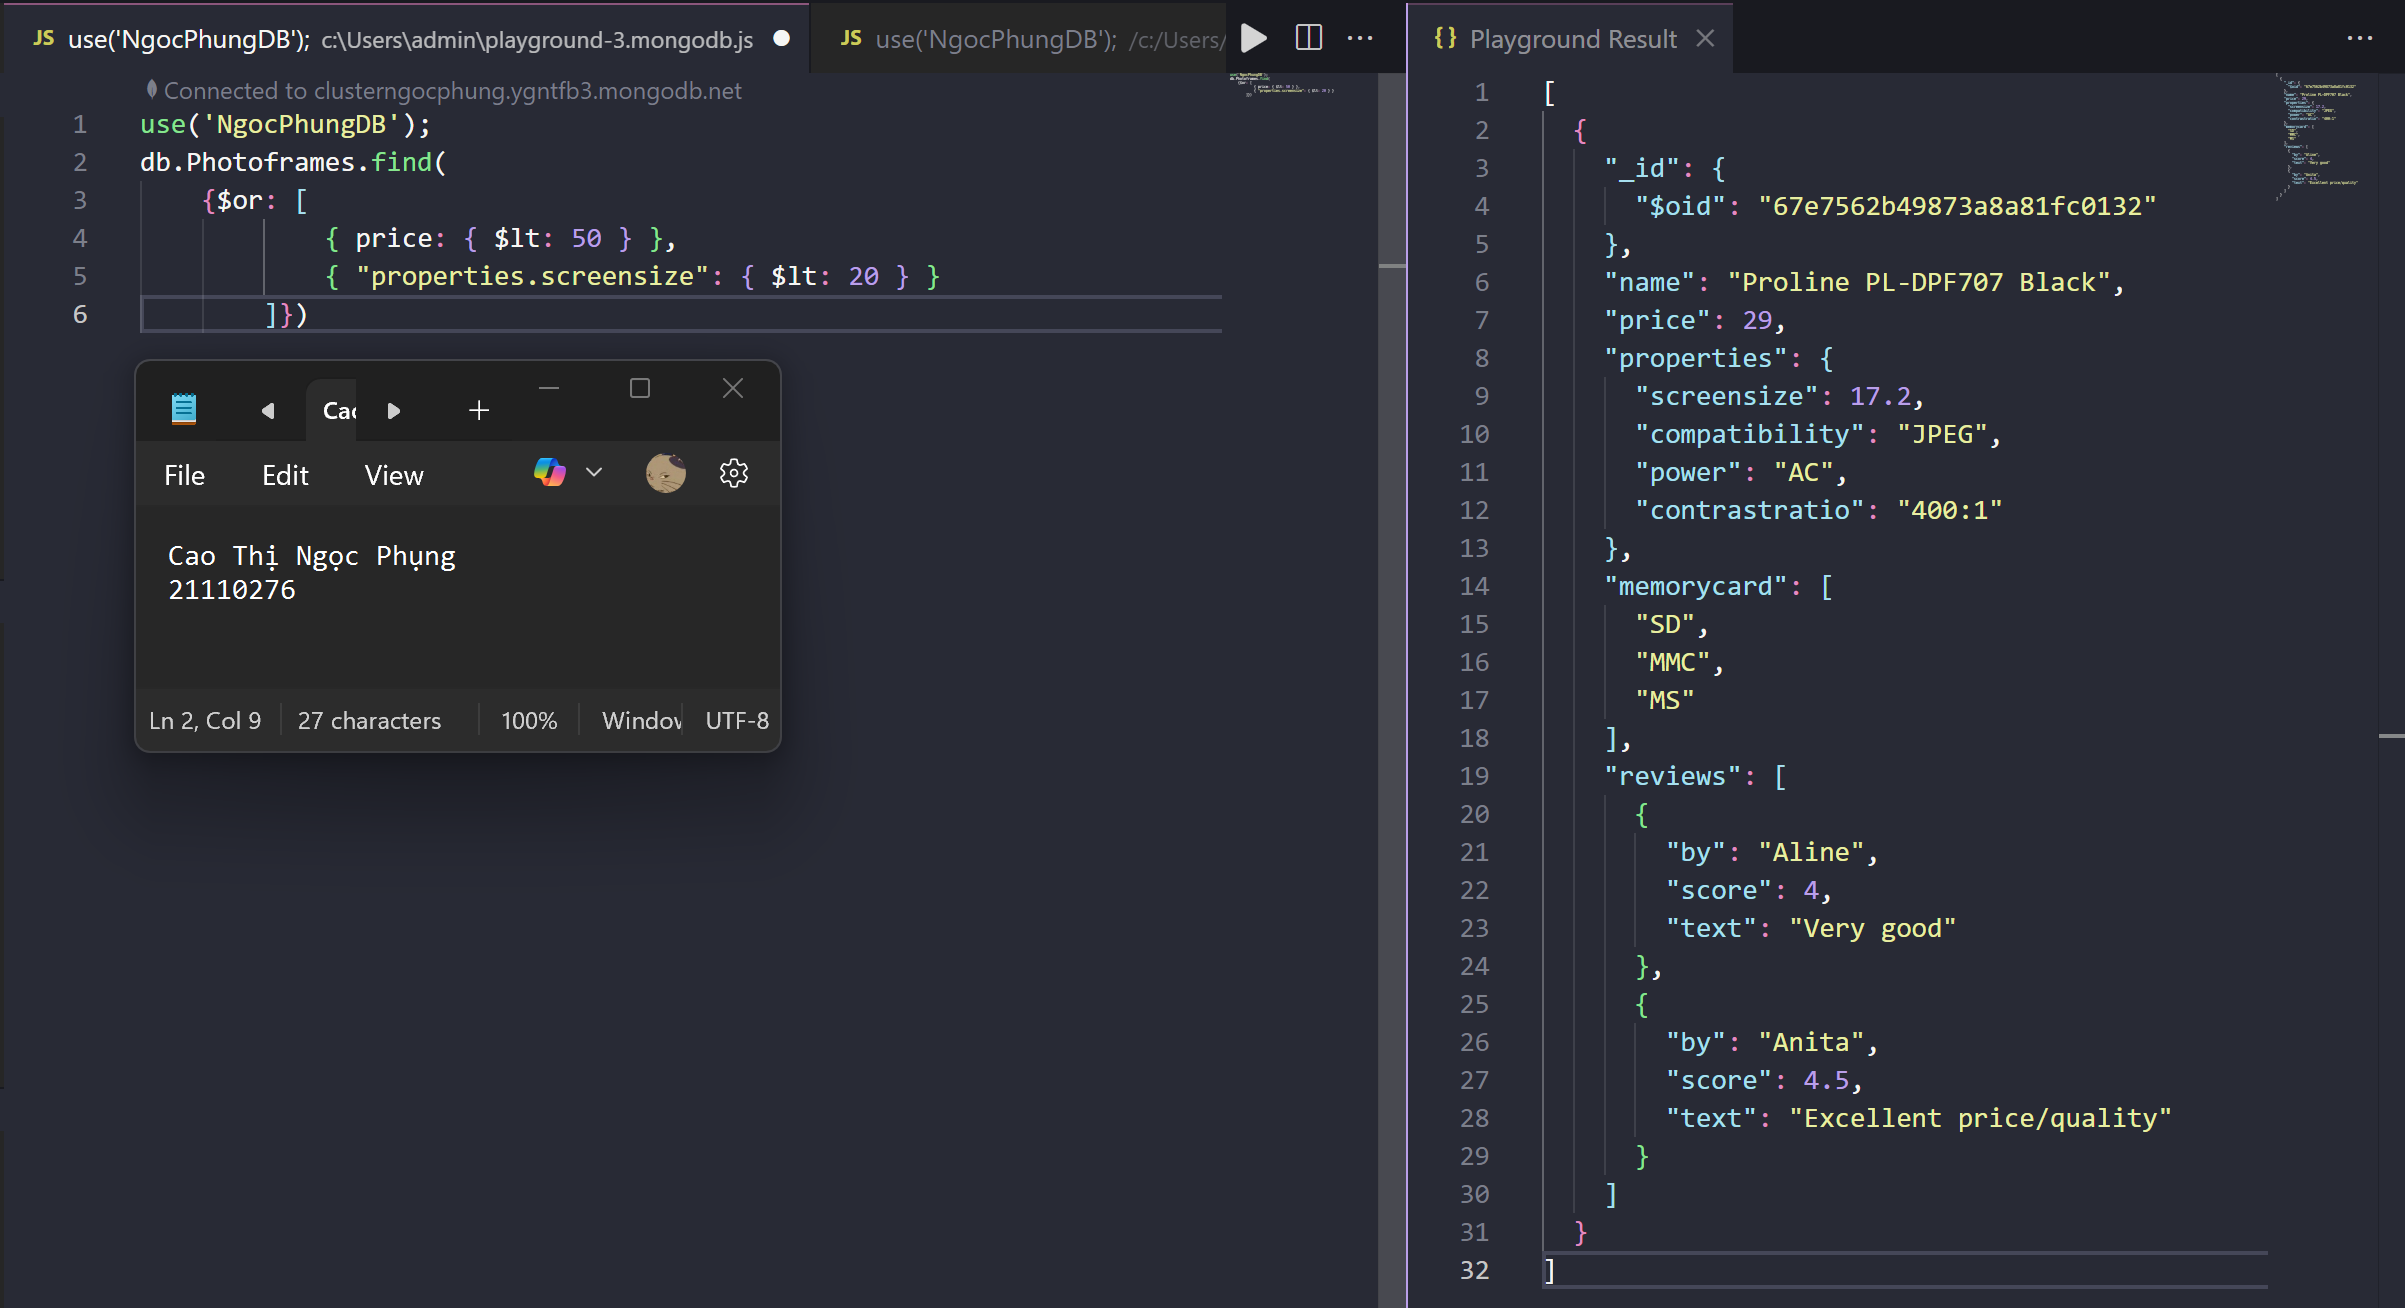 JS use('NgocPhungDB'); c:\Users\admin\playground-3.mongodb.js
JS use('NgocPhungDB'); /c:/Users/
Connected to clusterngocphung.ygntfb3.mongodb.net
1 use('NgocPhungDB');
2 db.Photoframes.find(
3 {$or: [
4 { price: { $lt: 50 } },
5 { "properties.screensize": { $lt: 20 } }
6 ]})
Cao
File Edit View
Cao Thị Ngọc Phụng
21110276
Ln 2, Col 9 27 characters 100% Window UTF-8
{} Playground Result
1 [
2 {
3 "_id": {
4 "$oid": "67e7562b49873a8a81fc0132"
5 },
6 "name": "Proline PL-DPF707 Black",
7 "price": 29,
8 "properties": {
9 "screensize": 17.2,
10 "compatibility": "JPEG",
11 "power": "AC",
12 "contrastratio": "400:1"
13 },
14 "memorycard": [
15 "SD",
16 "MMC",
17 "MS"
18 ],
19 "reviews": [
20 {
21 "by": "Aline",
22 "score": 4,
23 "text": "Very good"
24 },
25 {
26 "by": "Anita",
27 "score": 4.5,
28 "text": "Excellent price/quality"
29 }
30 ]
31 }
32 ]